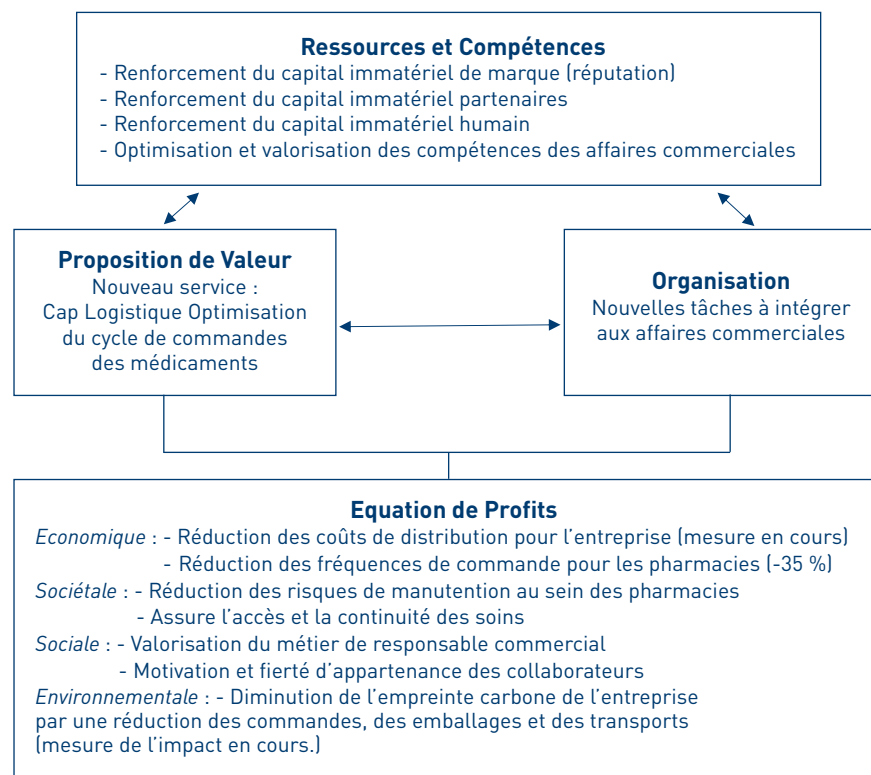 Ressources et Compétences
- Renforcement du capital immatériel de marque (réputation)
- Renforcement du capital immatériel partenaires
- Renforcement du capital immatériel humain
- Optimisation et valorisation des compétences des affaires commerciales
Proposition de Valeur
Nouveau service :
Cap Logistique Optimisation
du cycle de commandes
des médicaments
Organisation
Nouvelles tâches à intégrer
aux affaires commerciales
Equation de Profits
Economique : - Réduction des coûts de distribution pour l’entreprise (mesure en cours)
- Réduction des fréquences de commande pour les pharmacies (-35 %)
Sociétale : - Réduction des risques de manutention au sein des pharmacies
- Assure l’accès et la continuité des soins
Sociale : - Valorisation du métier de responsable commercial
- Motivation et fierté d’appartenance des collaborateurs
Environnementale : - Diminution de l’empreinte carbone de l’entreprise
par une réduction des commandes, des emballages et des transports
(mesure de l’impact en cours.)